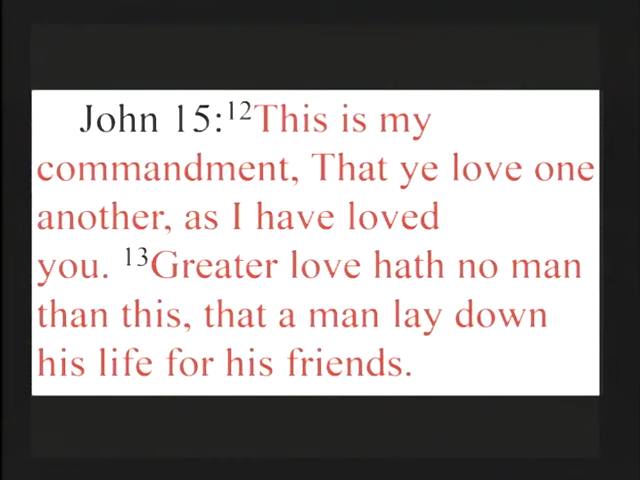 John 15:¹²This is my
commandment, That ye love one
another, as I have loved
you. ¹³Greater love hath no man
than this, that a man lay down
his life for his friends.